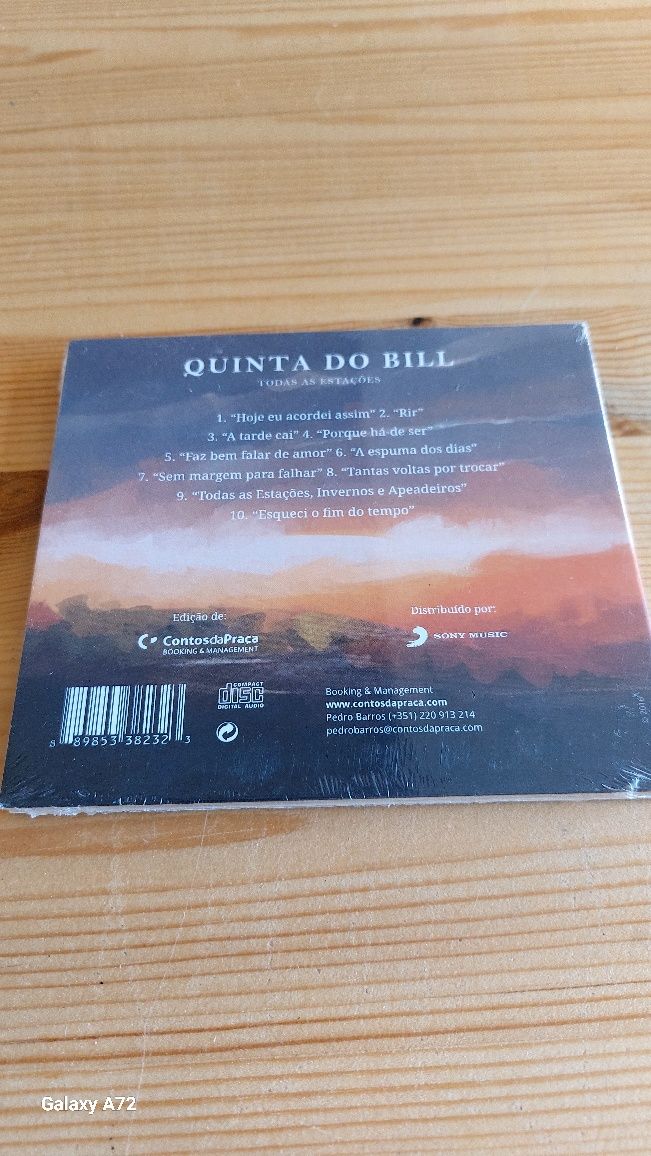 QUINTA DO BILL
TODAS AS ESTAÇÕES
1. “Hoje eu acordei assim” 2. “Rir”
3. “A tarde cai” 4. “Porque há-de ser”
5. “Faz bem falar de amor” 6. “A espuma dos dias”
7. “Sem margem para falhar” 8. “Tantas voltas por trocar”
9. “Todas as Estações, Invernos e Apeadeiros”
10. “Esqueci o fim do tempo”
Edição de:
ContosdaPraca
BOOKING & MANAGEMENT
Distribuído por:
SONY MUSIC
COMPACT
disc
DIGITAL AUDIO
8 89853 38232 3
Booking & Management
www.contosdapraca.com
Pedro Barros (+351) 220 913 214
pedrobarros@contosdapraca.com
© 2016
Galaxy A72